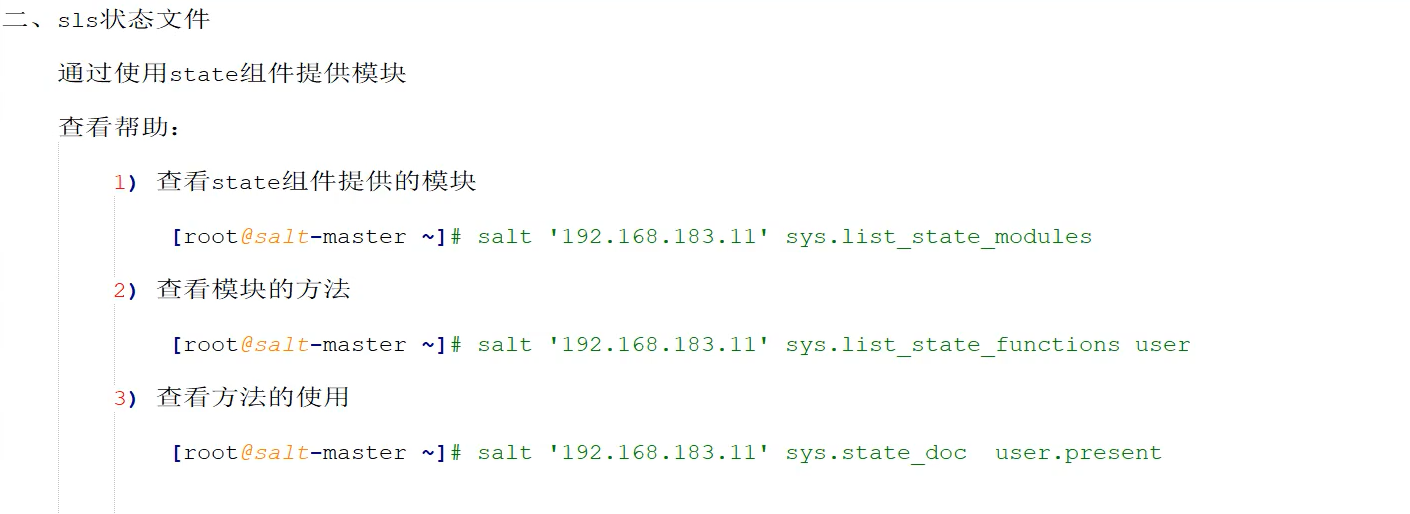 二、sls状态文件
通过使用state组件提供模块
查看帮助:
1) 查看state组件提供的模块
[root@salt-master ~]# salt '192.168.183.11' sys.list_state_modules
2) 查看模块的方法
[root@salt-master ~]# salt '192.168.183.11' sys.list_state_functions user
3) 查看方法的使用
[root@salt-master ~]# salt '192.168.183.11' sys.state_doc  user.present